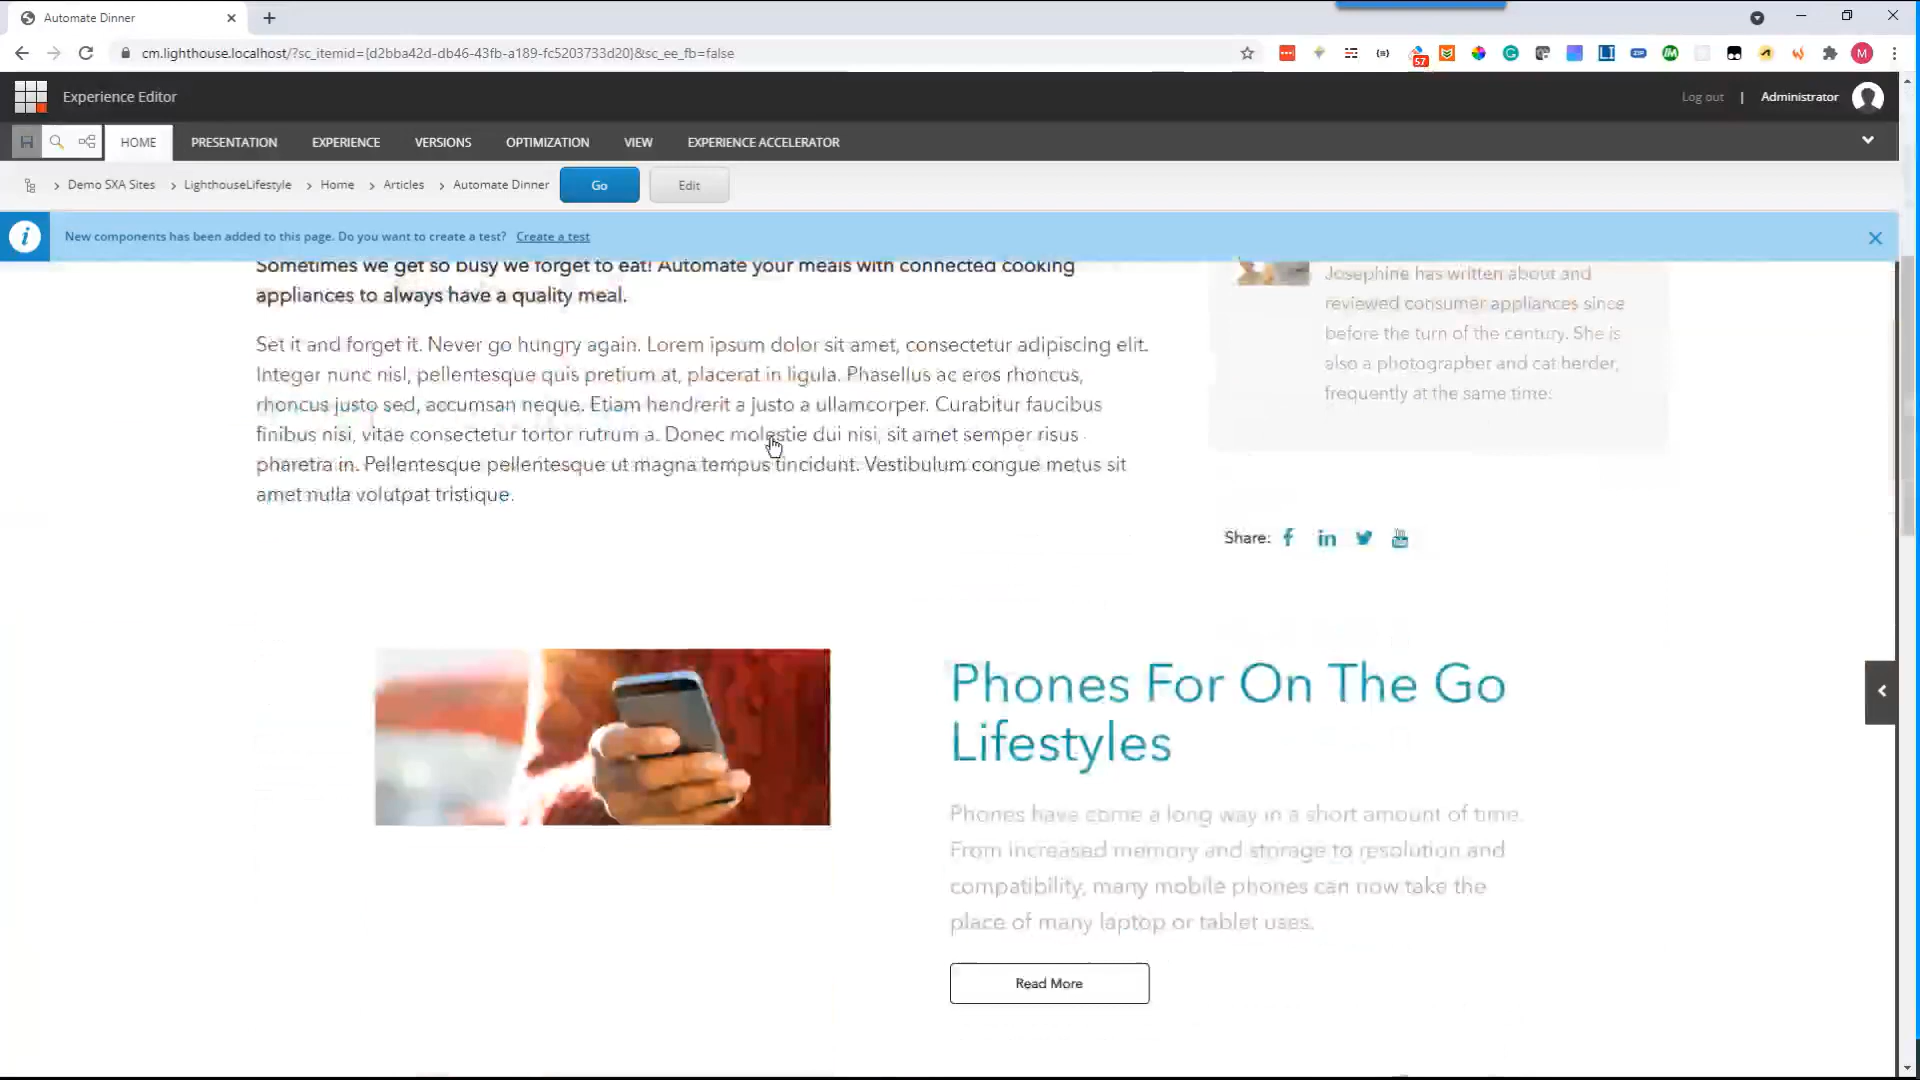 Automate Dinner
cm.lighthouse.localhost/?sc_itemid={d2bba42d-db46-43fb-a189-fc5203733d20}&sc_ee_fb=false
57
M
Experience Editor
Log out | Administrator
HOME PRESENTATION EXPERIENCE VERSIONS OPTIMIZATION VIEW EXPERIENCE ACCELERATOR
Demo SXA Sites > LighthouseLifestyle > Home > Articles > Automate Dinner Go Edit
New components has been added to this page. Do you want to create a test? Create a test
Sometimes we get so busy we forget to eat! Automate your meals with connected cooking
appliances to always have a quality meal.
Set it and forget it. Never go hungry again. Lorem ipsum dolor sit amet, consectetur adipiscing elit.
Integer nunc nisl, pellentesque quis pretium at, placerat in ligula. Phasellus ac eros rhoncus,
rhoncus justo sed, accumsan neque. Etiam hendrerit a justo a ullamcorper. Curabitur faucibus
finibus nisi, vitae consectetur tortor rutrum a. Donec molestie dui nisi, sit amet semper risus
pharetra in. Pellentesque pellentesque ut magna tempus tincidunt. Vestibulum congue metus sit
amet nulla volutpat tristique.
Josephine has written about and
reviewed consumer appliances since
before the turn of the century. She is
also a photographer and cat herder,
frequently at the same time.
Share:
Phones For On The Go
Lifestyles
Phones have come a long way in a short amount of time.
From increased memory and storage to resolution and
compatibility, many mobile phones can now take the
place of many laptop or tablet uses.
Read More